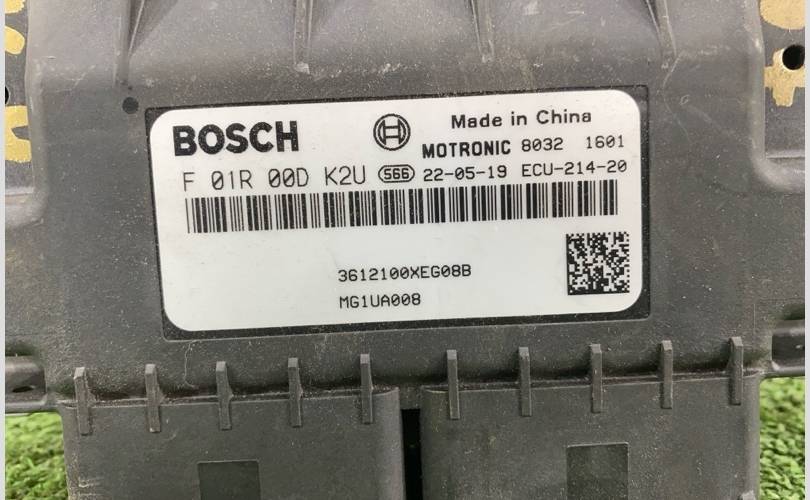 BOSCH
Made in China
MOTRONIC 8032 1601
F 01R 00D K2U 566 22-05-19 ECU-214-20
3612100XEG08B
MG1UA008